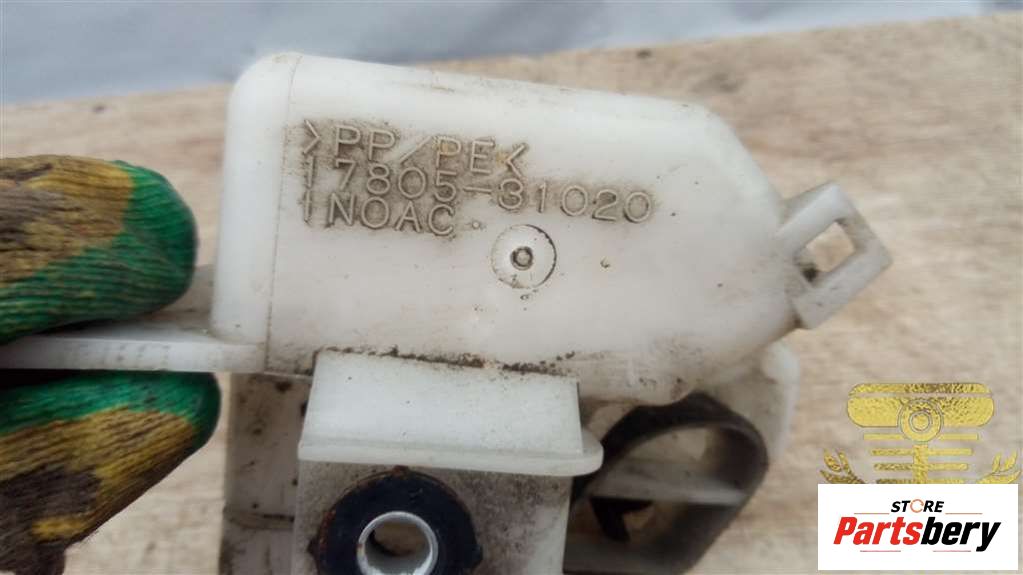 >PP/PE<
17805-31020
INOAC
STORE
Partsbery